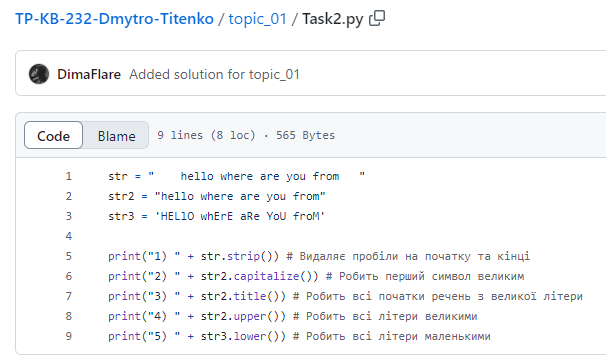 TP-KB-232-Dmytro-Titenko / topic_01 / Task2.py
DimaFlare Added solution for topic_01
Code Blame 9 lines (8 loc) · 565 Bytes
1 str = "    hello where are you from   "
2 str2 = "hello where are you from"
3 str3 = 'HELlO whErE aRe YoU froM'
4
5 print("1) " + str.strip()) # Видаляє пробіли на початку та кінці
6 print("2) " + str2.capitalize()) # Робить перший символ великим
7 print("3) " + str2.title()) # Робить всі початки речень з великої літери
8 print("4) " + str2.upper()) # Робить всі літери великими
9 print("5) " + str3.lower()) # Робить всі літери маленькими